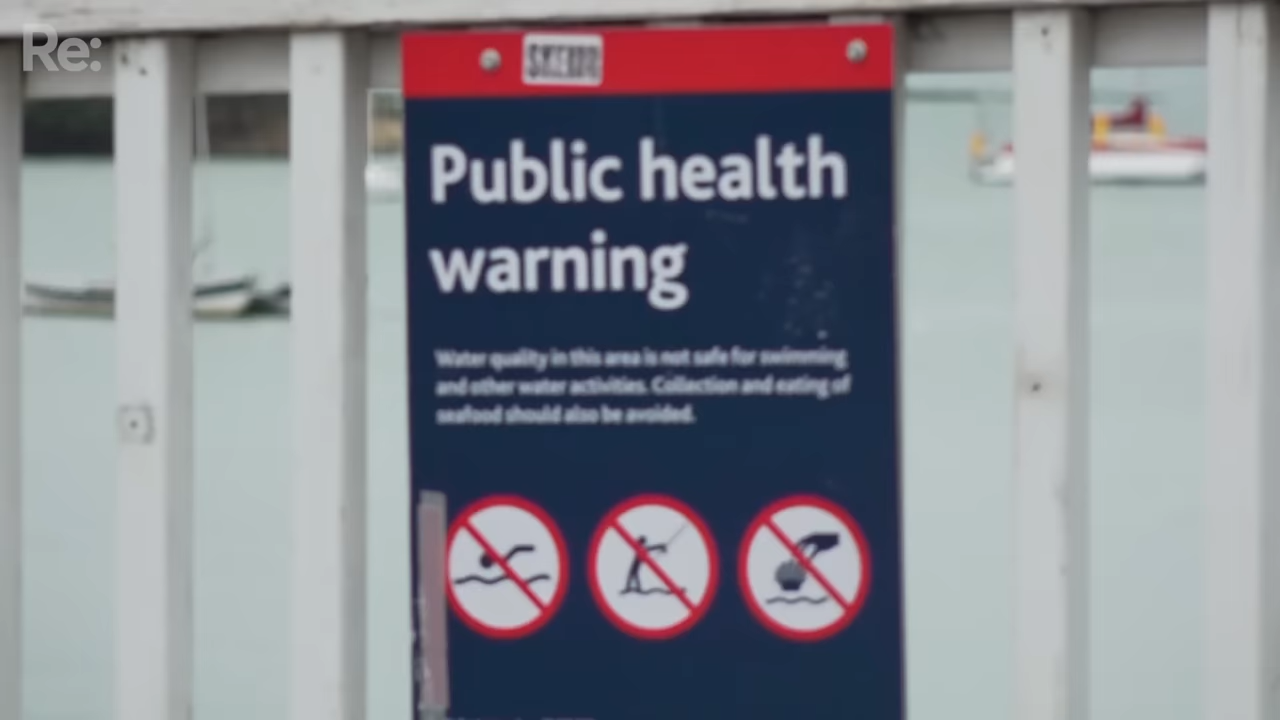 Re:
Public health
warning
Water quality in this area is not safe for swimming
and other water activities. Collection and eating of
seafood should also be avoided.